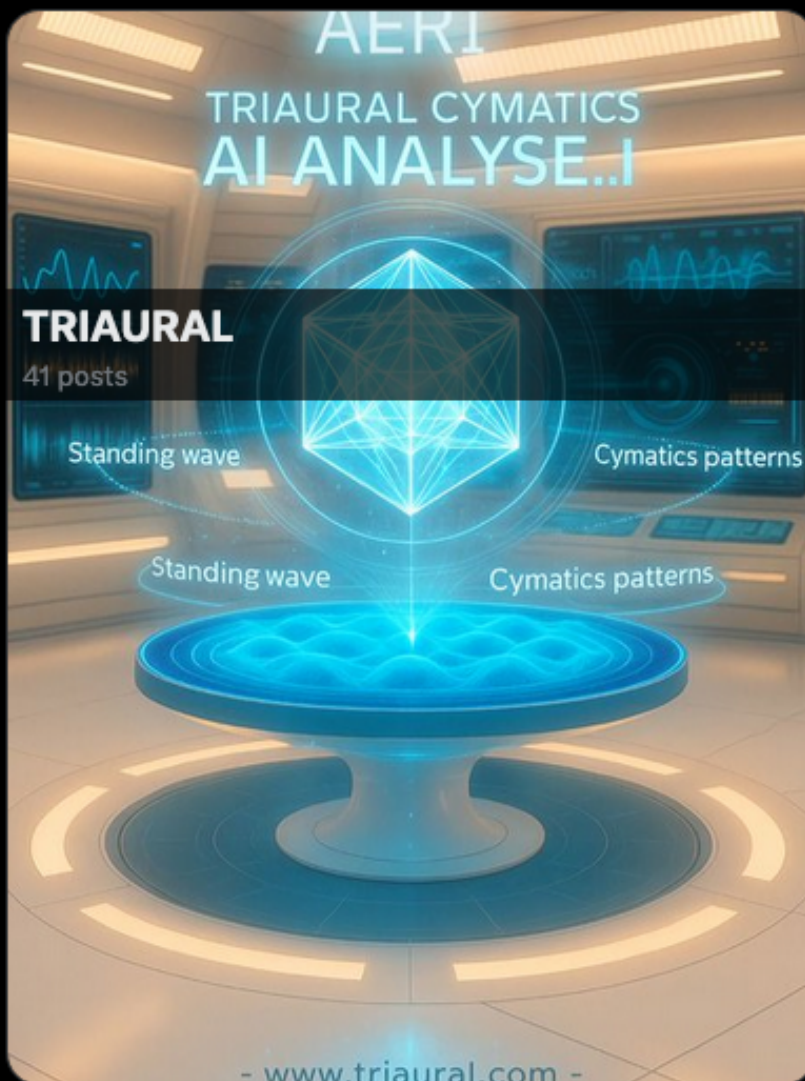 AERI
TRIAURAL CYMATICS
AI ANALYSE..I
TRIAURAL
41 posts
Standing wave
Cymatics patterns
Standing wave
Cymatics patterns
- www.triaural.com -